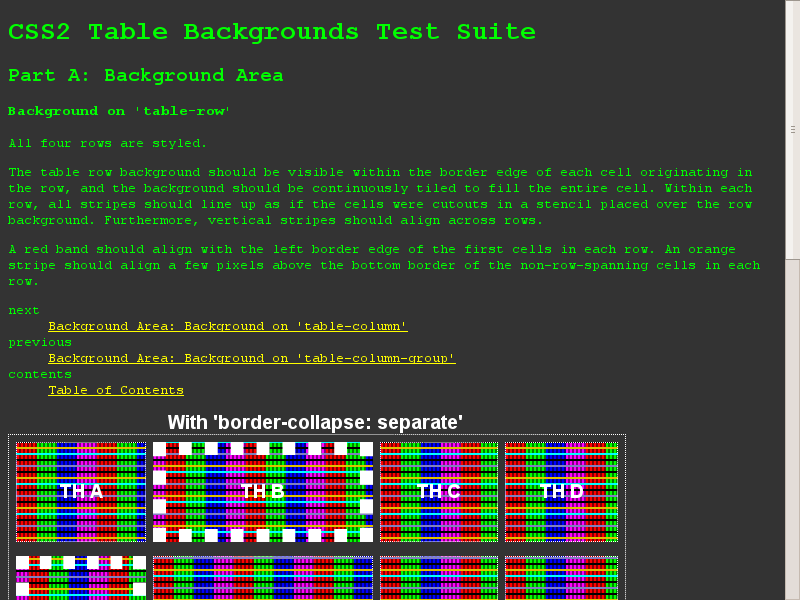 CSS2 Table Backgrounds Test Suite
Part A: Background Area
Background on 'table-row'
All four rows are styled.
The table row background should be visible within the border edge of each cell originating in
the row, and the background should be continuously tiled to fill the entire cell. Within each
row, all stripes should line up as if the cells were cutouts in a stencil placed over the row
background. Furthermore, vertical stripes should align across rows.
A red band should align with the left border edge of the first cells in each row. An orange
stripe should align a few pixels above the bottom border of the non-row-spanning cells in each
row.
next
Background Area: Background on 'table-column'
previous
Background Area: Background on 'table-column-group'
contents
Table of Contents
With 'border-collapse: separate'
TH A TH B TH C TH D